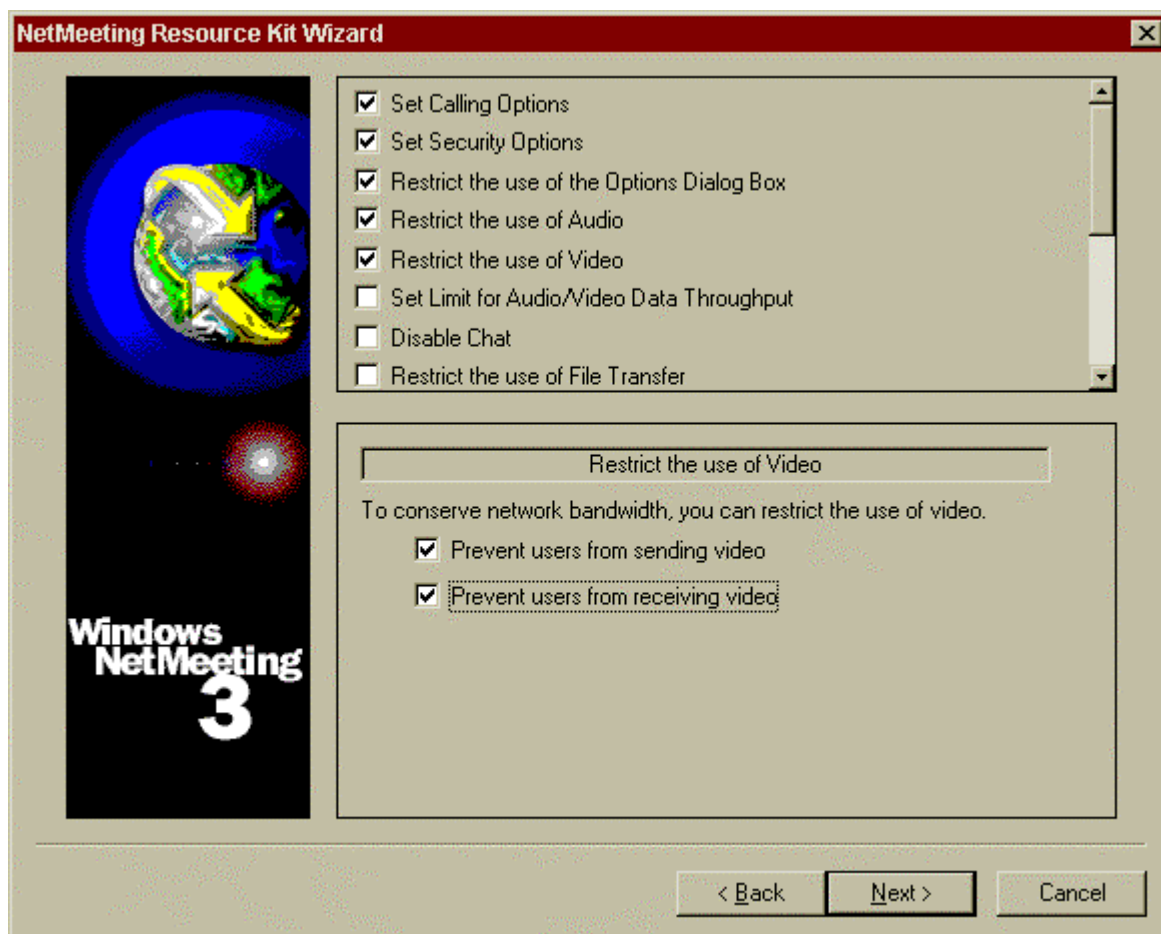 NetMeeting Resource Kit Wizard
Set Calling Options
Set Security Options
Restrict the use of the Options Dialog Box
Restrict the use of Audio
Restrict the use of Video
Set Limit for Audio/Video Data Throughput
Disable Chat
Restrict the use of File Transfer
Restrict the use of Video
To conserve network bandwidth, you can restrict the use of video.
Prevent users from sending video
Prevent users from receiving video
Windows
NetMeeting
3
< Back
Next >
Cancel